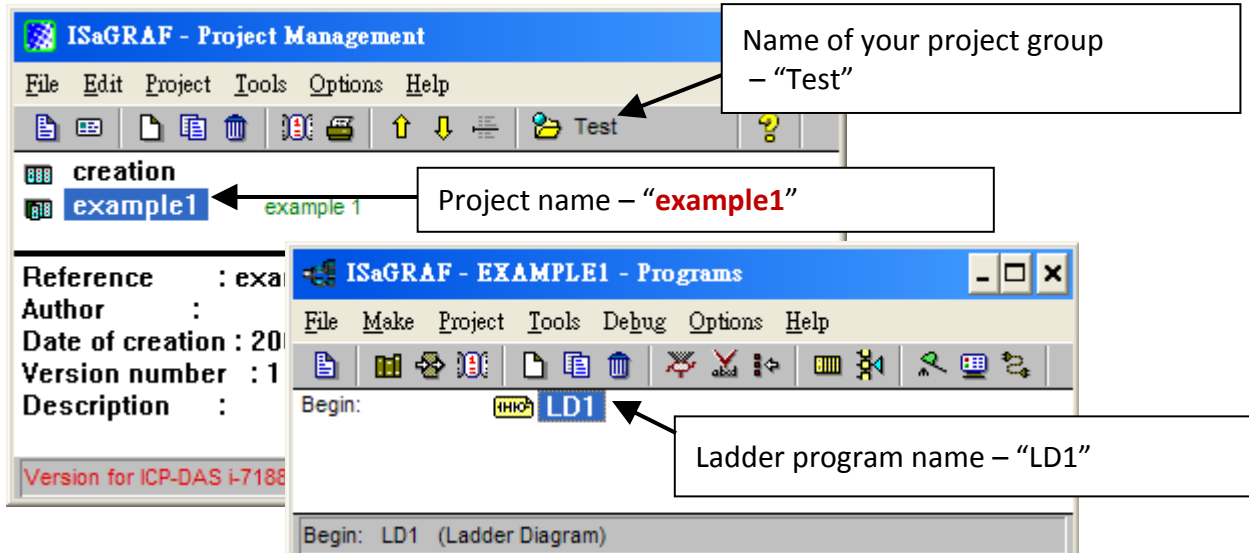 ISaGRAF - Project Management
Name of your project group
– “Test”
File Edit Project Tools Options Help
Test
creation
example1 example 1
Project name – “example1”
Reference : exa
Author :
Date of creation : 20
Version number : 1
Description :
Version for ICP-DAS i-7188
ISaGRAF - EXAMPLE1 - Programs
File Make Project Tools Debug Options Help
Begin: LD1
Ladder program name – “LD1”
Begin: LD1 (Ladder Diagram)